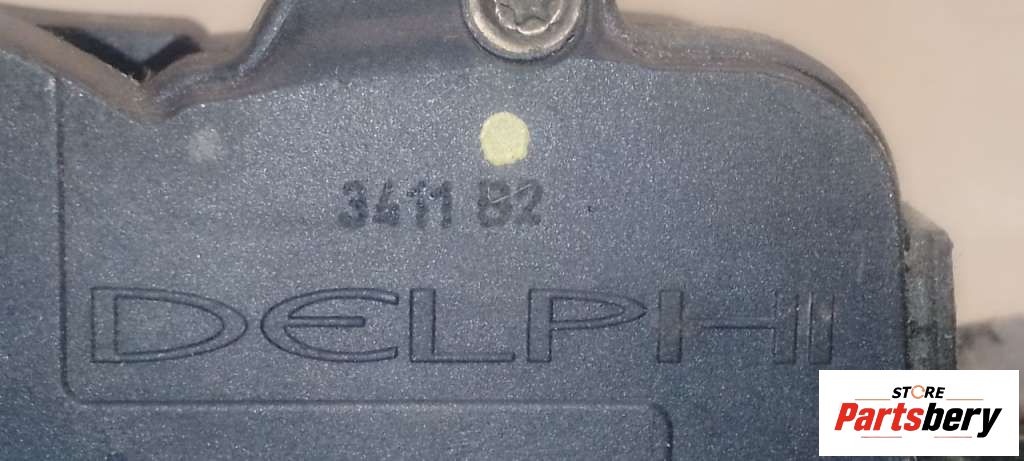 3411 B2
DELPHI
STORE
Partsbery